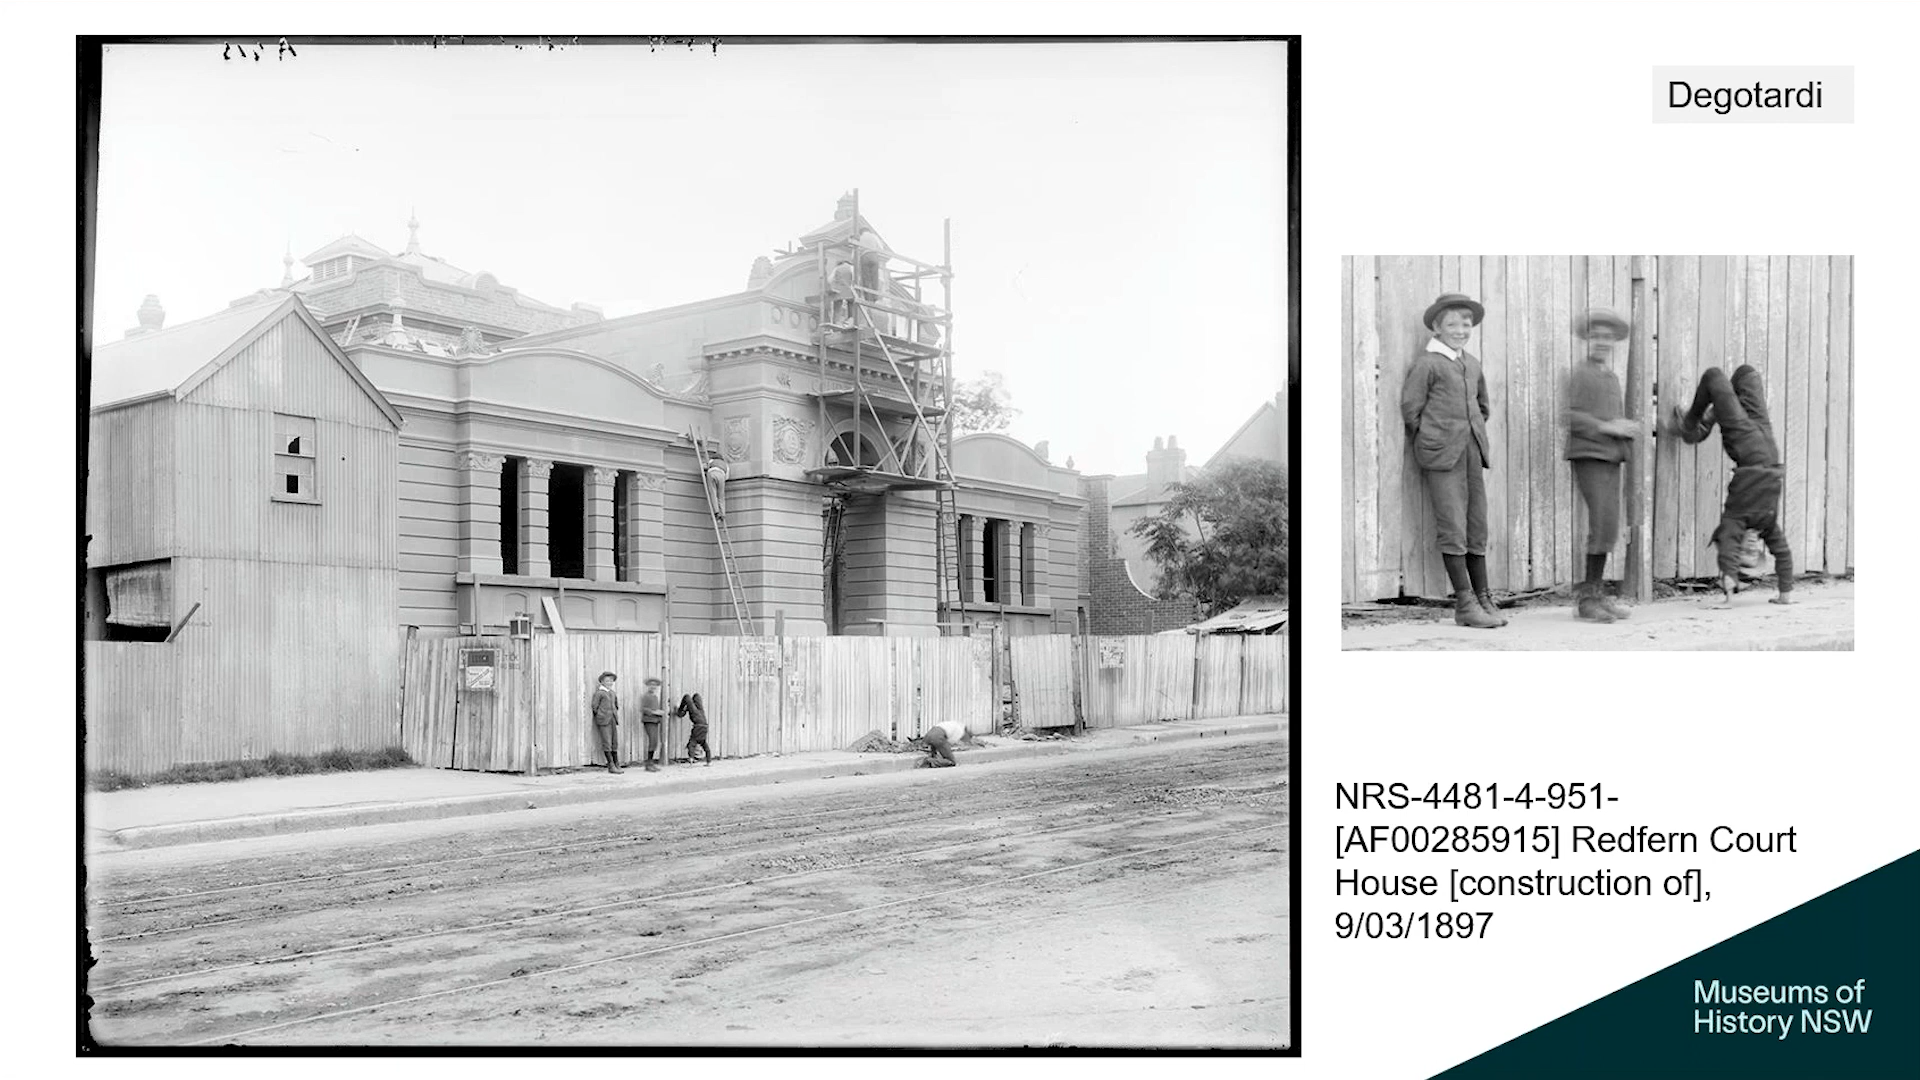 Degotardi
NRS-4481-4-951-
[AF00285915] Redfern Court
House [construction of],
9/03/1897
Museums of
History NSW